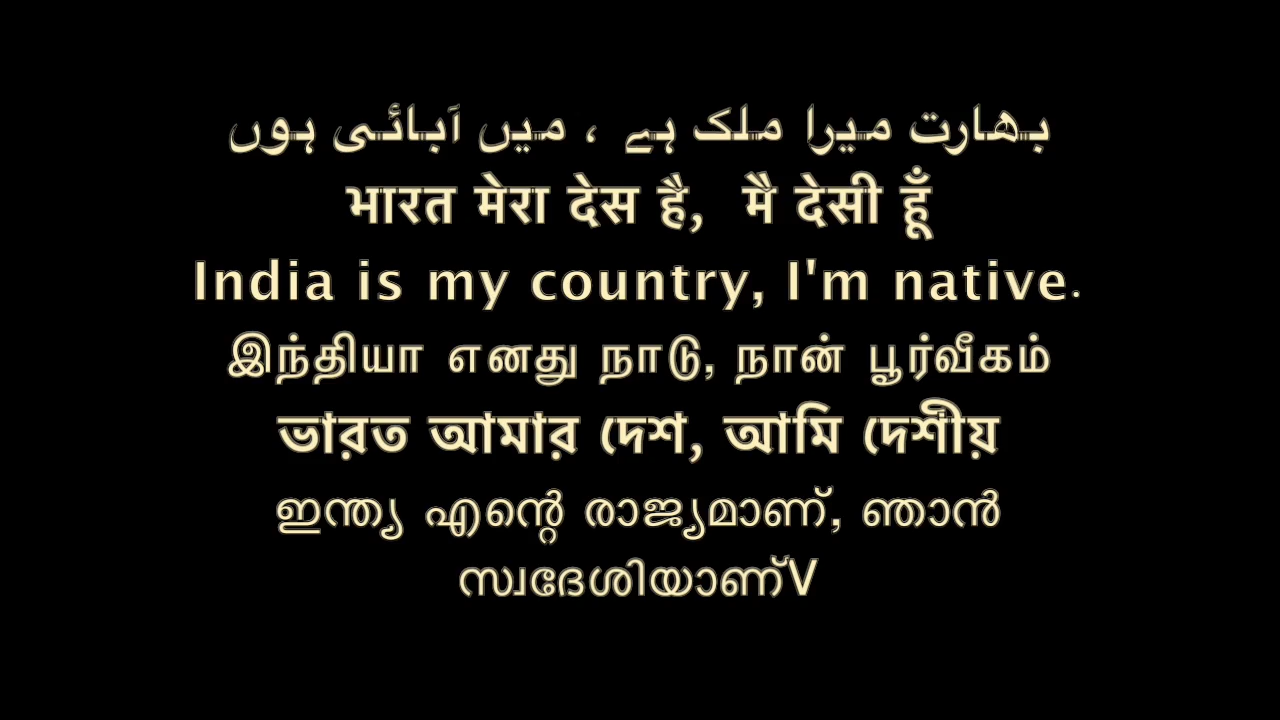 بھارت میرا ملک ہے ، میں آبائی ہوں
भारत मेरा देस है, मै देसी हूँ
India is my country, I'm native.
இந்தியா எனது நாடு, நான் பூர்வீகம்
ভারত আমার দেশ, আমি দেশীয়
ഇന്ത്യ എന്റെ രാജ്യമാണ്, ഞാൻ
സ്വദേശിയാണ്V